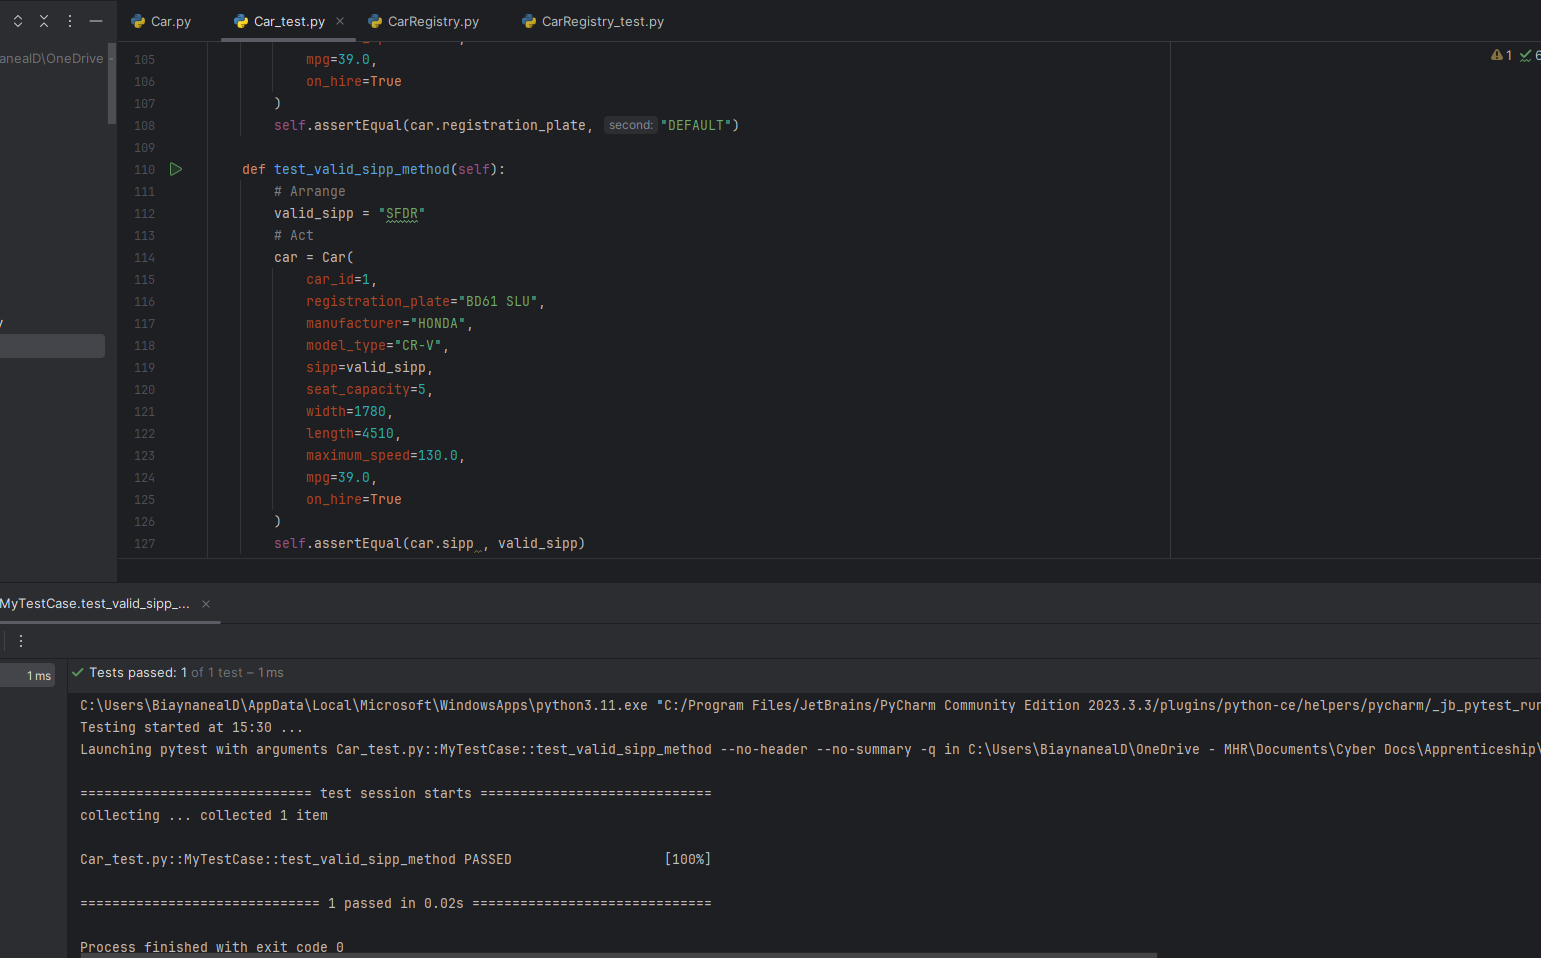 Car.py Car_test.py CarRegistry.py CarRegistry_test.py
anealD\OneDrive -
1 6
105 mpg=39.0,
106 on_hire=True
107 )
108 self.assertEqual(car.registration_plate, second: "DEFAULT")
109
110 def test_valid_sipp_method(self):
111 # Arrange
112 valid_sipp = "SFDR"
113 # Act
114 car = Car(
115 car_id=1,
116 registration_plate="BD61 SLU",
117 manufacturer="HONDA",
118 model_type="CR-V",
119 sipp=valid_sipp,
120 seat_capacity=5,
121 width=1780,
122 length=4510,
123 maximum_speed=130.0,
124 mpg=39.0,
125 on_hire=True
126 )
127 self.assertEqual(car.sipp , valid_sipp)
MyTestCase.test_valid_sipp_...
1 ms
Tests passed: 1 of 1 test – 1 ms
C:\Users\BiaynanealD\AppData\Local\Microsoft\WindowsApps\python3.11.exe "C:/Program Files/JetBrains/PyCharm Community Edition 2023.3.3/plugins/python-ce/helpers/pycharm/_jb_pytest_run
Testing started at 15:30 ...
Launching pytest with arguments Car_test.py::MyTestCase::test_valid_sipp_method --no-header --no-summary -q in C:\Users\BiaynanealD\OneDrive - MHR\Documents\Cyber Docs\Apprenticeship\
============================= test session starts =============================
collecting ... collected 1 item
Car_test.py::MyTestCase::test_valid_sipp_method PASSED [100%]
============================== 1 passed in 0.02s ==============================
Process finished with exit code 0